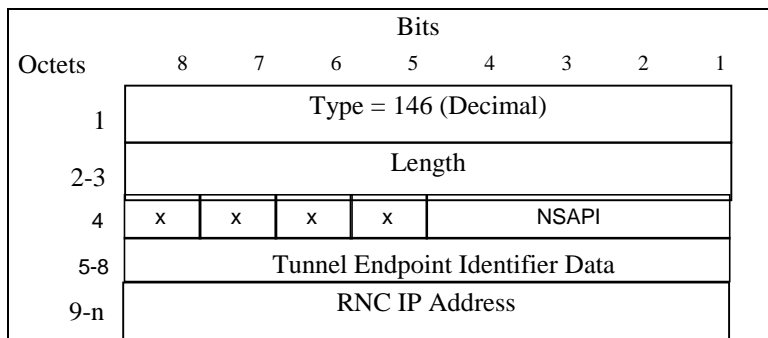 Bits
Octets 8 7 6 5 4 3 2 1
1 Type = 146 (Decimal)
2-3 Length
4 x x x x NSAPI
5-8 Tunnel Endpoint Identifier Data
9-n RNC IP Address